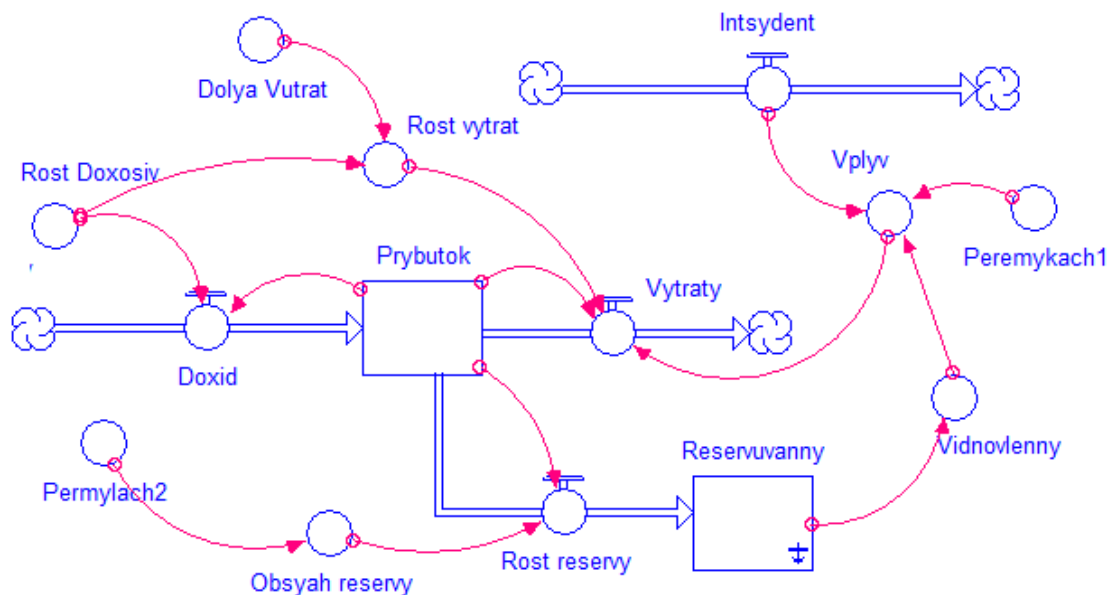 Intsydent
Dolya Vutrat
Rost vytrat
Vplyv
Rost Doxosiv
Peremykach1
Prybutok
Vytraty
Doxid
Vidnovlenny
Reservuvanny
Permylach2
Rost reservy
Obsyah reservy